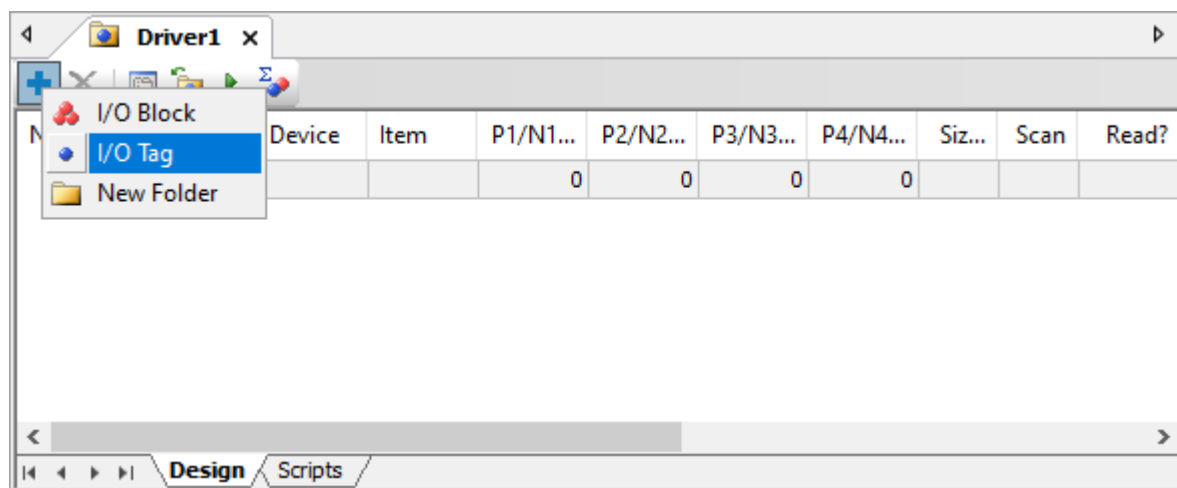 Driver1
I/O Block
N Device Item P1/N1... P2/N2... P3/N3... P4/N4... Siz... Scan Read?
I/O Tag
0 0 0 0
New Folder
Design Scripts